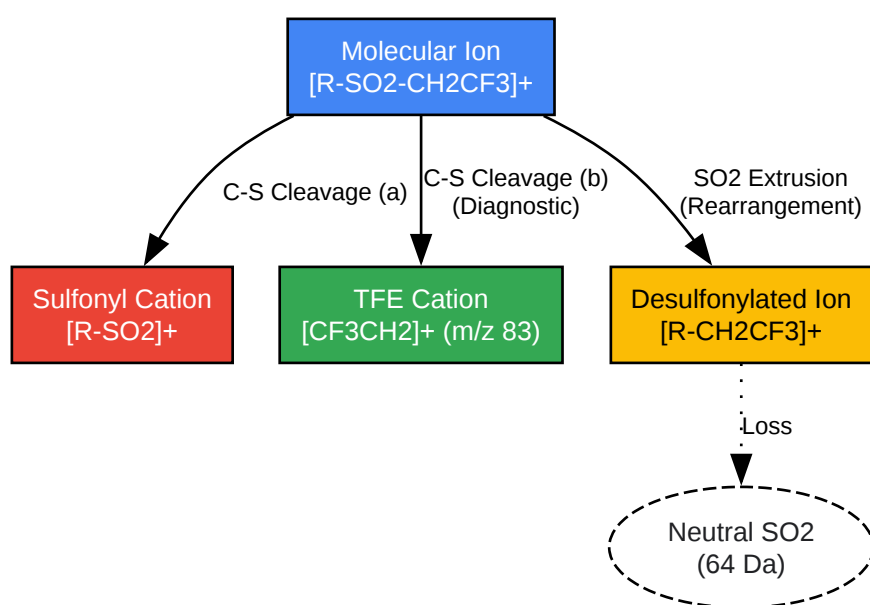 Molecular Ion
[R-SO2-CH2CF3]+
C-S Cleavage (a)
C-S Cleavage (b)
(Diagnostic)
SO2 Extrusion
(Rearrangement)
Sulfonyl Cation
[R-SO2]+
TFE Cation
[CF3CH2]+ (m/z 83)
Desulfonylated Ion
[R-CH2CF3]+
Loss
Neutral SO2
(64 Da)